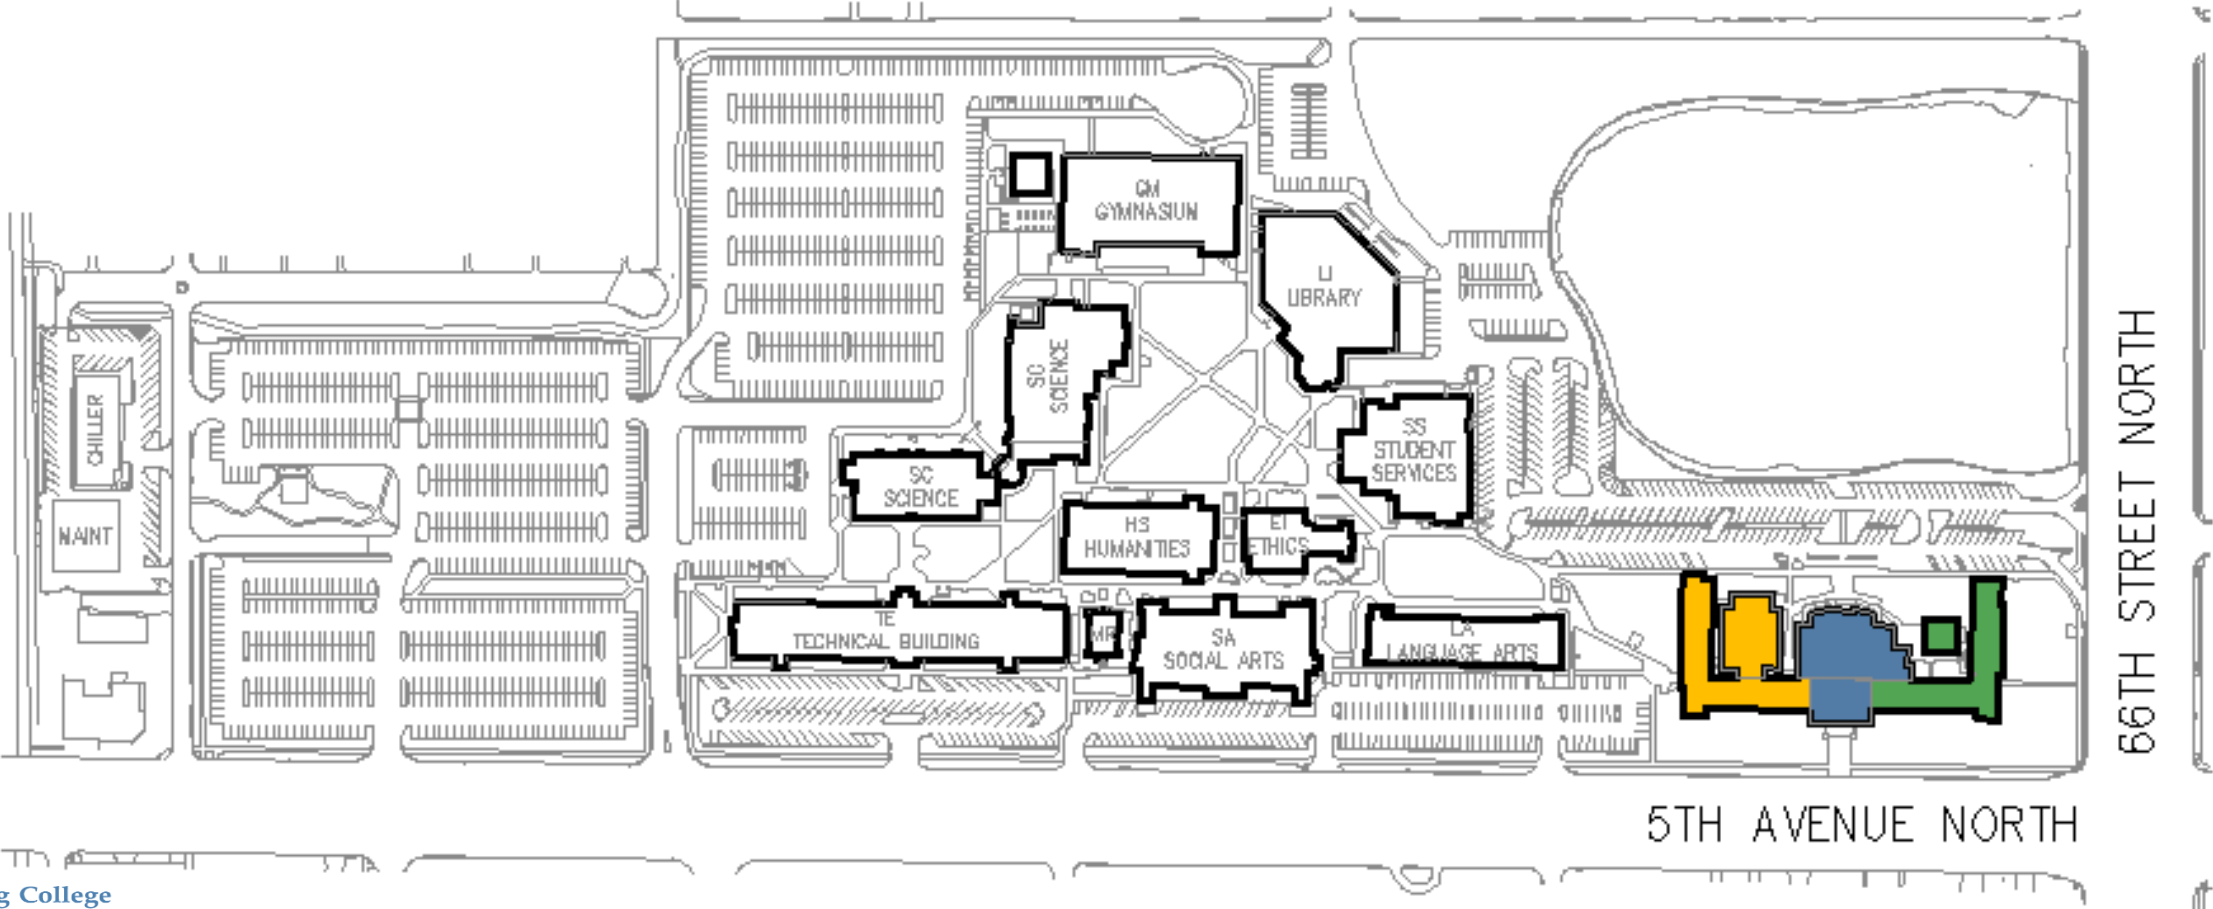 GM
GYMNASIUM
LI
LIBRARY
SC
SCIENCE
CHILLER
SS
STUDENT
SERVICES
SC
SCIENCE
MAINT
HS
HUMANITIES
ET
ETHICS
66TH STREET NORTH
TE
TECHNICAL BUILDING
MR
SA
SOCIAL ARTS
LA
LANGUAGE ARTS
5TH AVENUE NORTH
g College